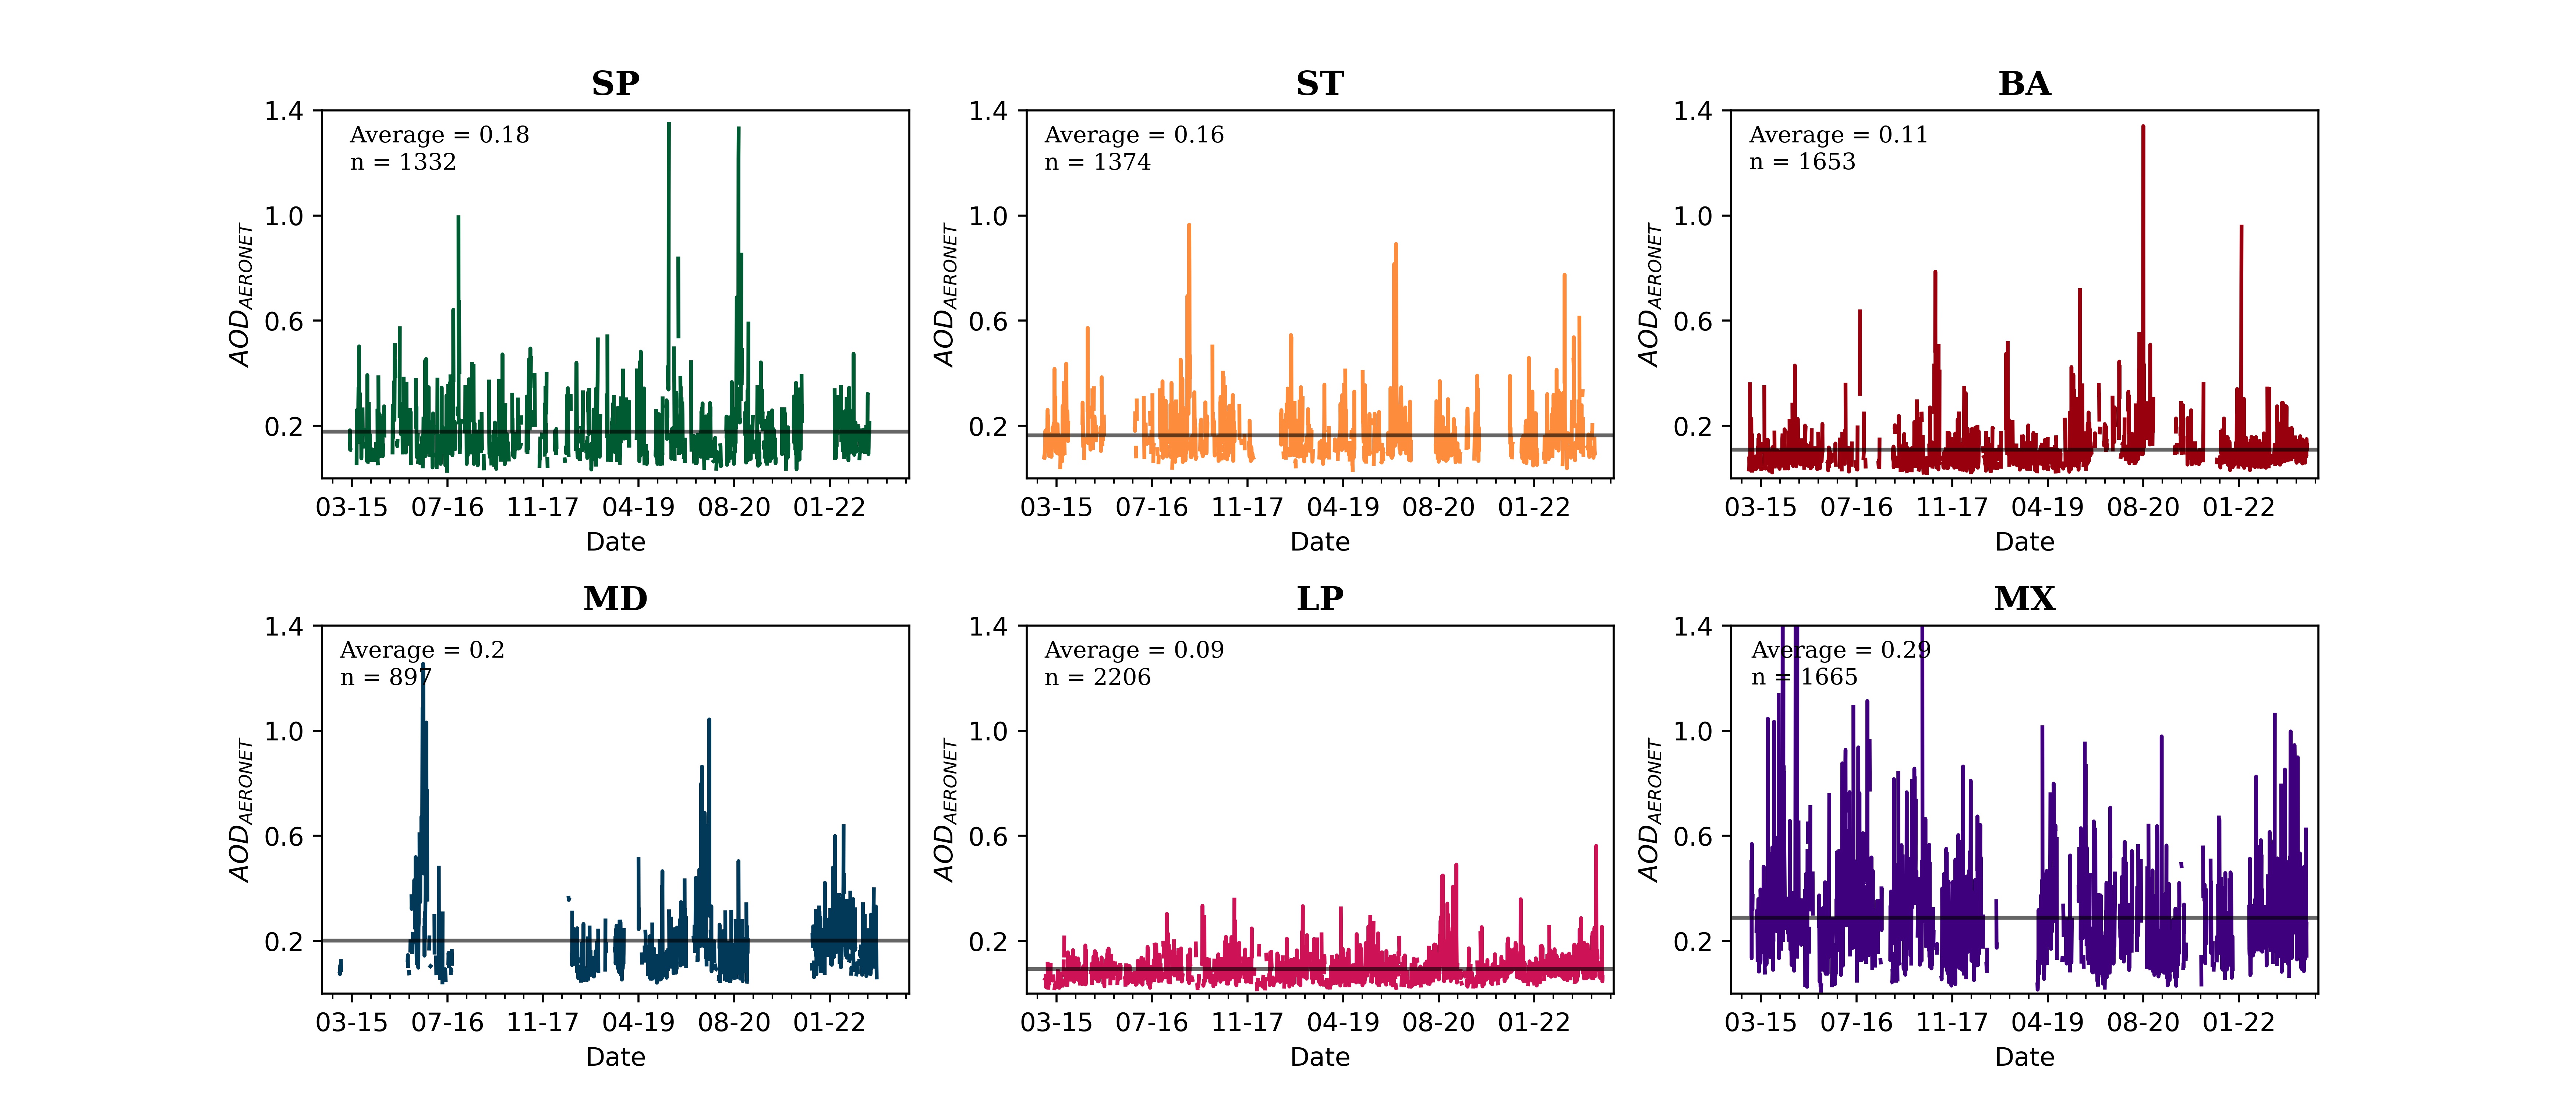 SP
Average = 0.18
n = 1332
1.4
1.0
0.6
0.2
AOD_AERONET
03-15 07-16 11-17 04-19 08-20 01-22
Date
ST
Average = 0.16
n = 1374
1.4
1.0
0.6
0.2
AOD_AERONET
03-15 07-16 11-17 04-19 08-20 01-22
Date
BA
Average = 0.11
n = 1653
1.4
1.0
0.6
0.2
AOD_AERONET
03-15 07-16 11-17 04-19 08-20 01-22
Date
MD
Average = 0.2
n = 897
1.4
1.0
0.6
0.2
AOD_AERONET
03-15 07-16 11-17 04-19 08-20 01-22
Date
LP
Average = 0.09
n = 2206
1.4
1.0
0.6
0.2
AOD_AERONET
03-15 07-16 11-17 04-19 08-20 01-22
Date
MX
Average = 0.29
n = 1665
1.4
1.0
0.6
0.2
AOD_AERONET
03-15 07-16 11-17 04-19 08-20 01-22
Date